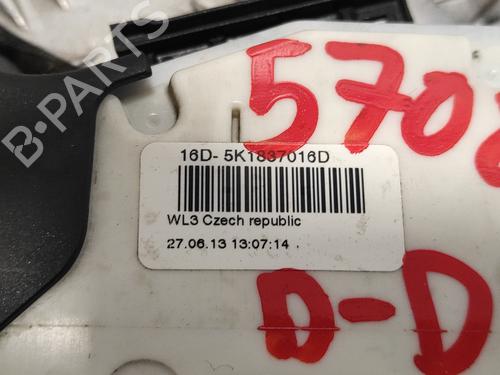 B-PARTS
570
16D- 5K1837016D
WL3 Czech republic
27.06.13 13:07:14
D-D